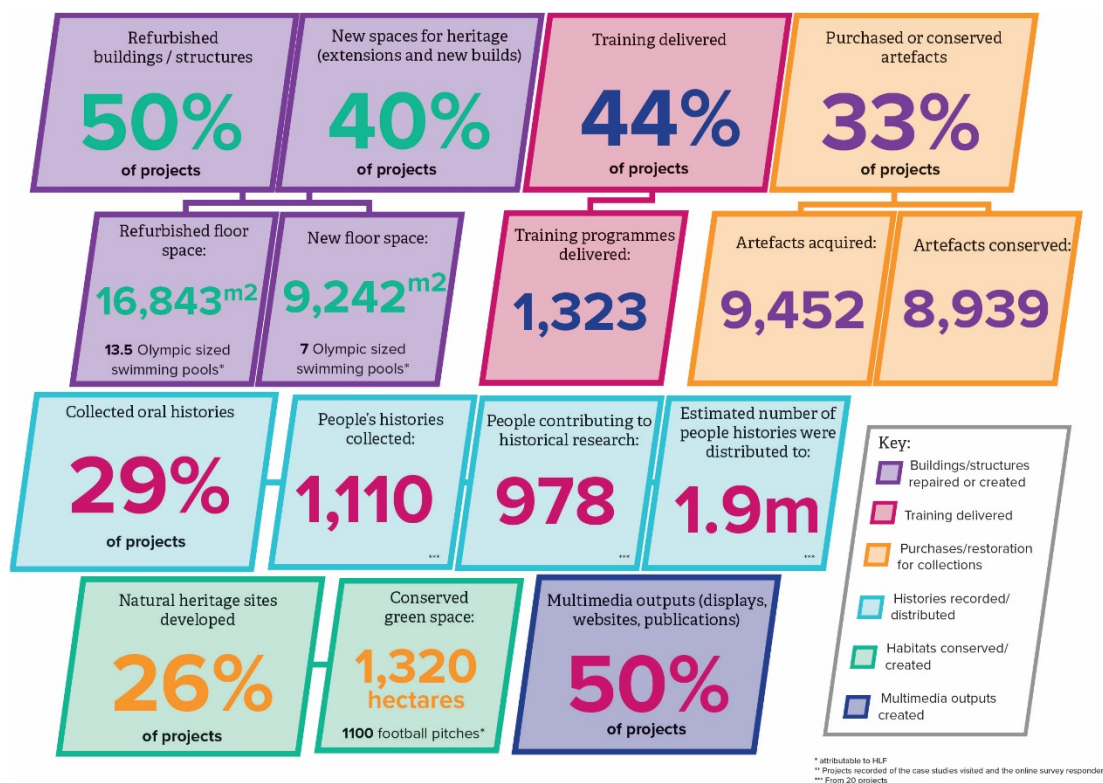 Refurbished
buildings / structures
50%
of projects
New spaces for heritage
(extensions and new builds)
40%
of projects
Training delivered
44%
of projects
Purchased or conserved
artefacts
33%
of projects
Refurbished floor
space:
16,843m2
13.5 Olympic sized
swimming pools*
New floor space:
9,242m2
7 Olympic sized
swimming pools*
Training programmes
delivered:
1,323
Artefacts acquired:
9,452
Artefacts conserved:
8,939
Collected oral histories
29%
of projects
People's histories
collected:
1,110
***
People contributing to
historical research:
978
***
Estimated number of
people histories were
distributed to:
1.9m
***
Natural heritage sites
developed
26%
of projects
Conserved
green space:
1,320
hectares
1100 football pitches*
Multimedia outputs (displays,
websites, publications)
50%
of projects
Key:
Buildings/structures
repaired or created
Training delivered
Purchases/restoration
for collections
Histories recorded/
distributed
Habitats conserved/
created
Multimedia outputs
created
* attributable to HLF
** Projects recorded of the case studies visited and the online survey responder
*** From 20 projects